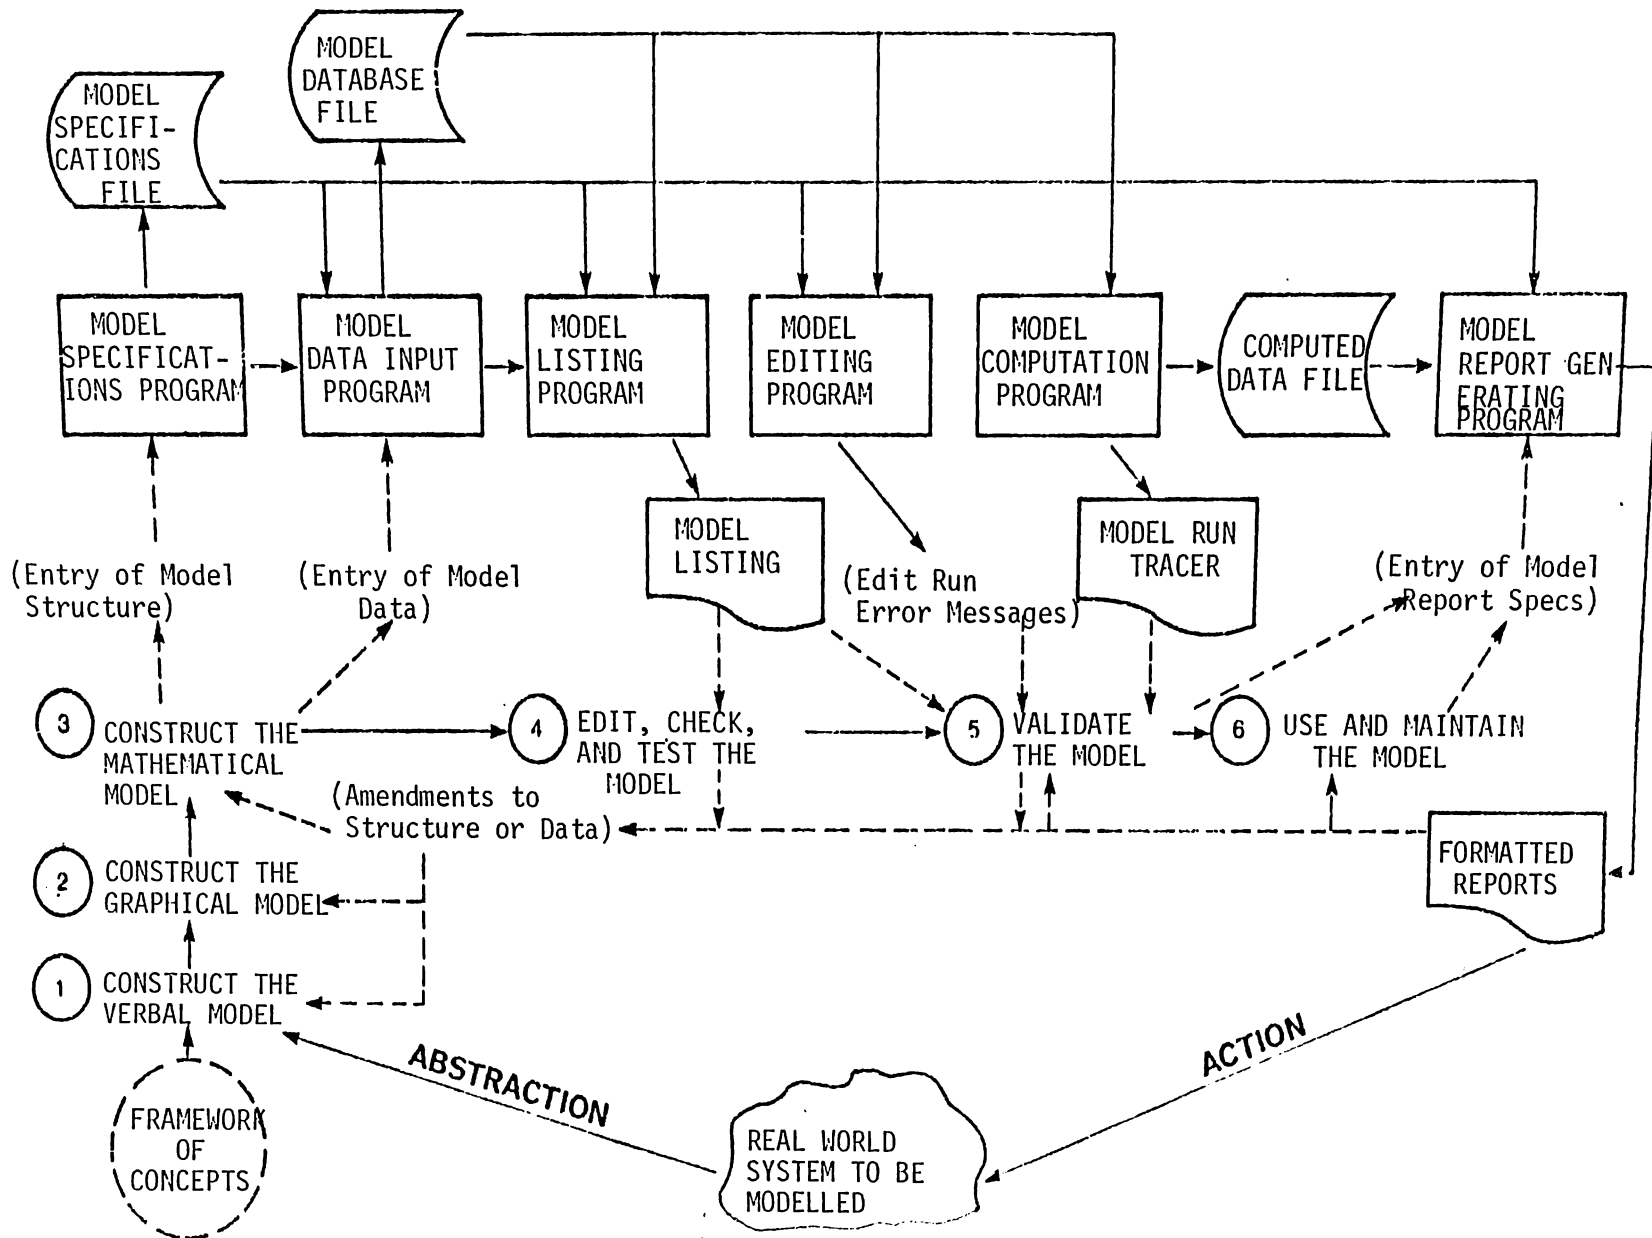 MODEL
DATABASE
FILE
MODEL
SPECIFI-
CATIONS
FILE
MODEL
SPECIFICAT-
IONS PROGRAM
MODEL
DATA INPUT
PROGRAM
MODEL
LISTING
PROGRAM
MODEL
EDITING
PROGRAM
MODEL
COMPUTATION
PROGRAM
COMPUTED
DATA FILE
MODEL
REPORT GEN
ERATING
PROGRAM
MODEL
LISTING
MODEL RUN
TRACER
(Entry of Model
Structure)
(Entry of Model
Data)
(Edit Run
Error Messages)
(Entry of Model
Report Specs)
3
CONSTRUCT THE
MATHEMATICAL
MODEL
4
EDIT, CHECK,
AND TEST THE
MODEL
5
VALIDATE
THE MODEL
6
USE AND MAINTAIN
THE MODEL
(Amendments to
Structure or Data)
2
CONSTRUCT THE
GRAPHICAL MODEL
FORMATTED
REPORTS
1
CONSTRUCT THE
VERBAL MODEL
ABSTRACTION
ACTION
FRAMEWORK
OF
CONCEPTS
REAL WORLD
SYSTEM TO BE
MODELLED